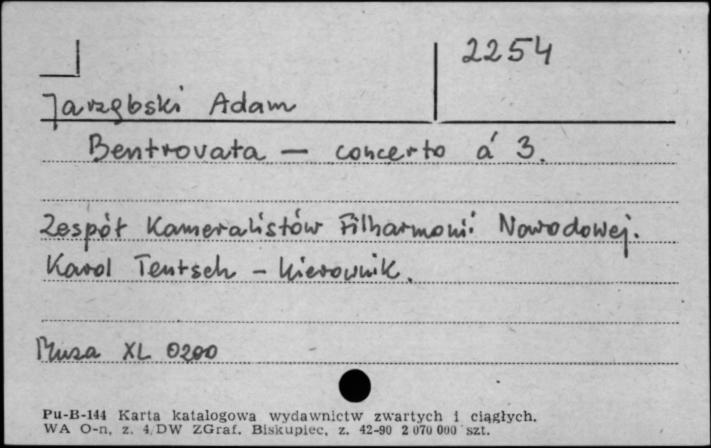 2254
Jarzębski Adam
Bentrovata — concerto á 3.
Zespół Kameralistów Filharmonii Narodowej.
Karol Teutsch - kierownik.
Muza XL 0200
Pu-B-144 Karta katalogowa wydawnictw zwartych i ciągłych.
WA O-n, z. 4 DW ZGraf. Biskupiec, z. 42-90 2 070 000 szt.